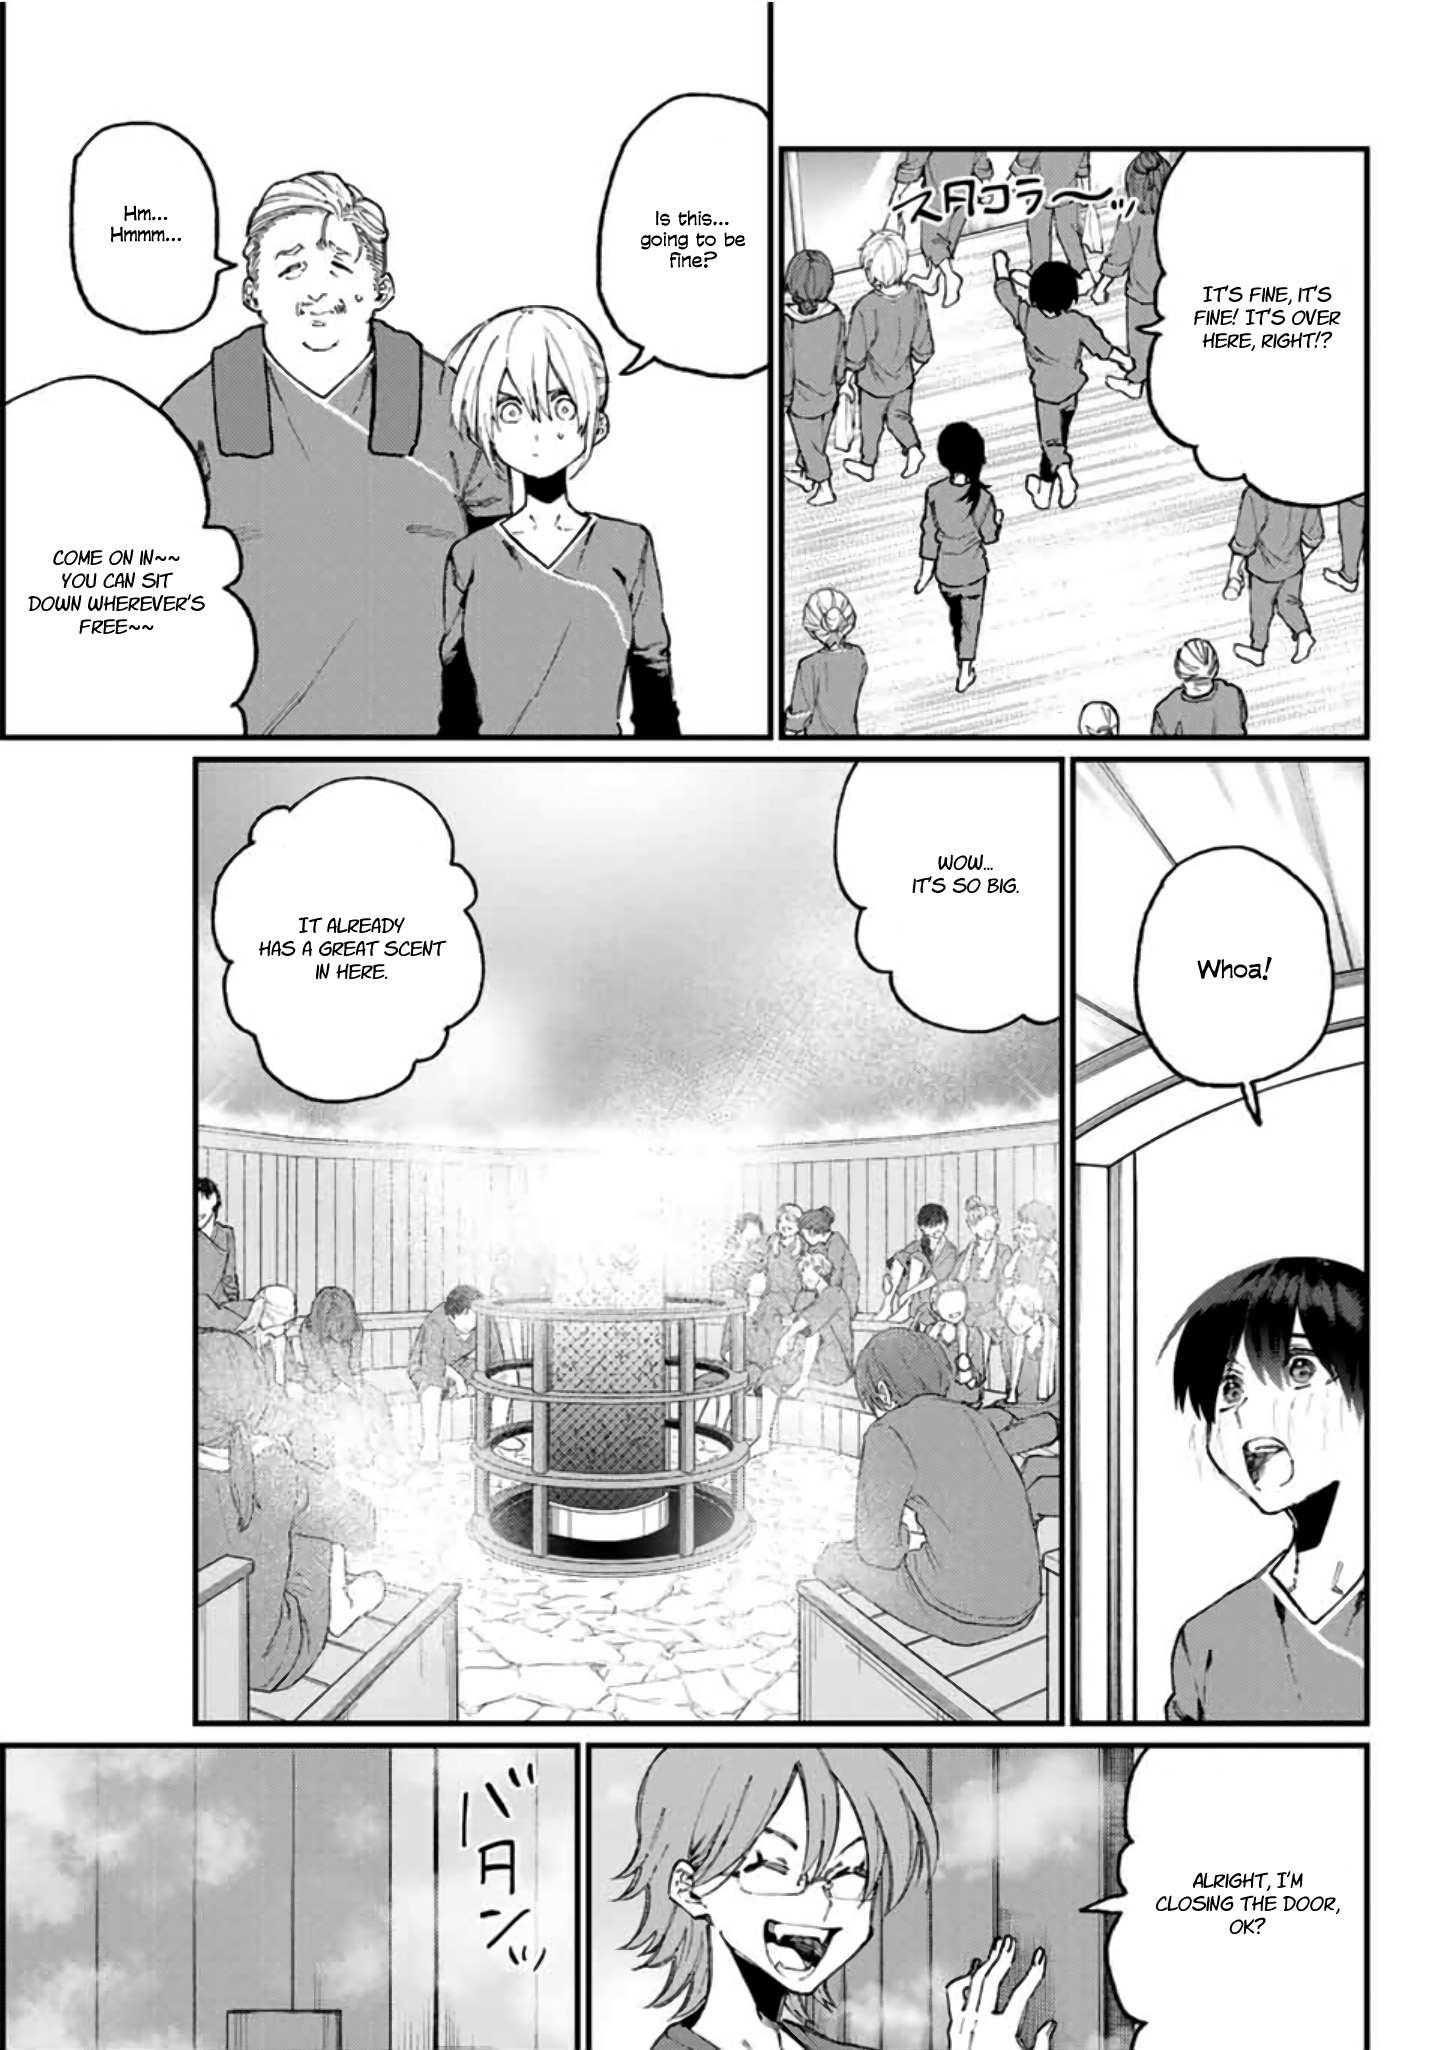 スタコラ〜ッ
IT'S FINE, IT'S
FINE! IT'S OVER
HERE, RIGHT!?
Is this...
going to be
fine?
Hm...
Hmmm...
COME ON IN~~
YOU CAN SIT
DOWN WHEREVER'S
FREE~~
Whoa!
WOW...
IT'S SO BIG.
IT ALREADY
HAS A GREAT SCENT
IN HERE.
ALRIGHT, I'M
CLOSING THE DOOR,
OK?
バタンッ